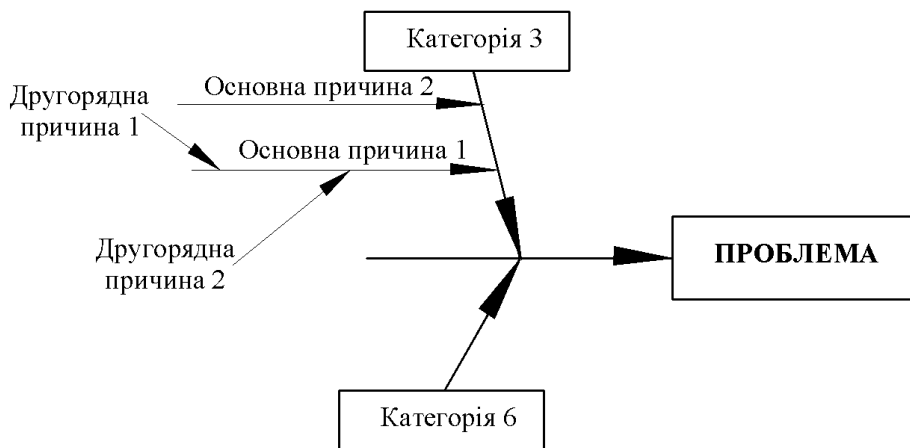 Категорія 3
Основна причина 2
Другорядна
причина 1
Основна причина 1
Другорядна
причина 2
ПРОБЛЕМА
Категорія 6